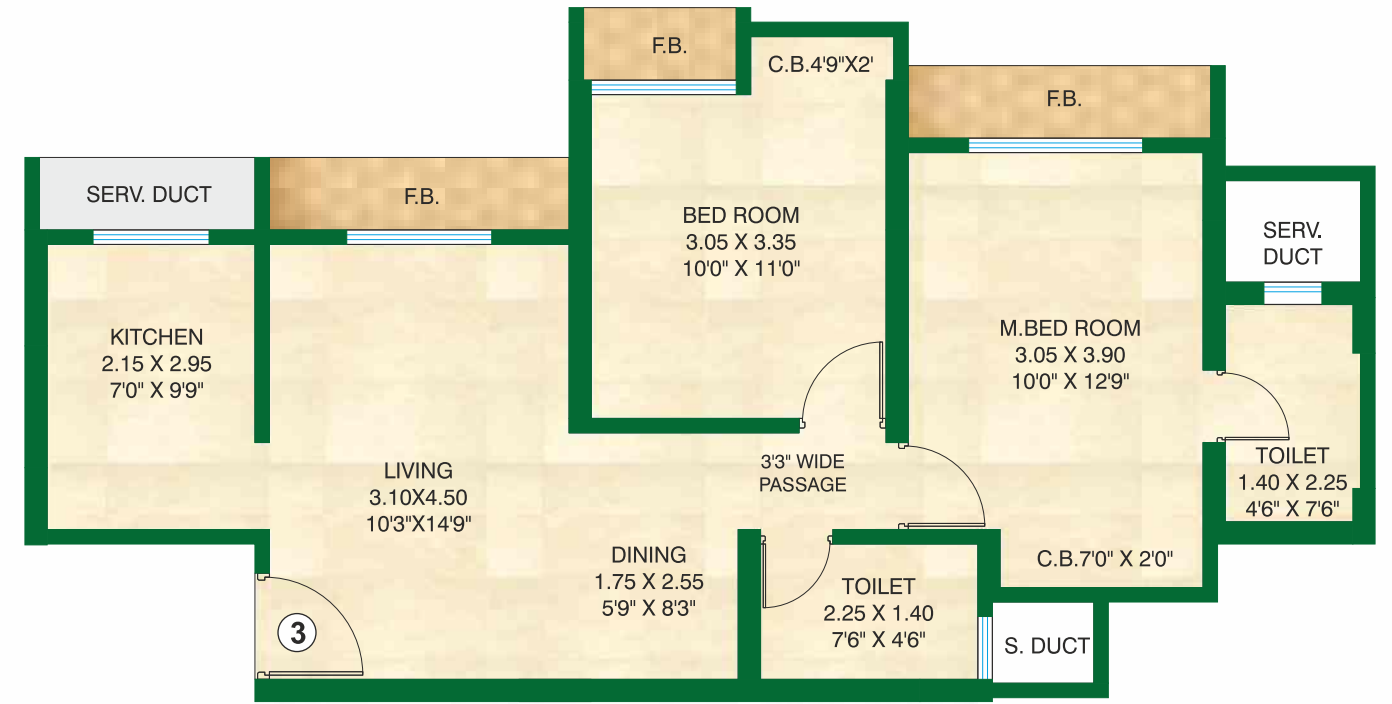 F.B.
C.B.4'9"X2'
F.B.
SERV. DUCT
F.B.
BED ROOM
3.05 X 3.35
10'0" X 11'0"
SERV.
DUCT
KITCHEN
2.15 X 2.95
7'0" X 9'9"
M.BED ROOM
3.05 X 3.90
10'0" X 12'9"
LIVING
3.10X4.50
10'3"X14'9"
3'3" WIDE
PASSAGE
TOILET
1.40 X 2.25
4'6" X 7'6"
DINING
1.75 X 2.55
5'9" X 8'3"
C.B.7'0" X 2'0"
TOILET
2.25 X 1.40
7'6" X 4'6"
3
S. DUCT